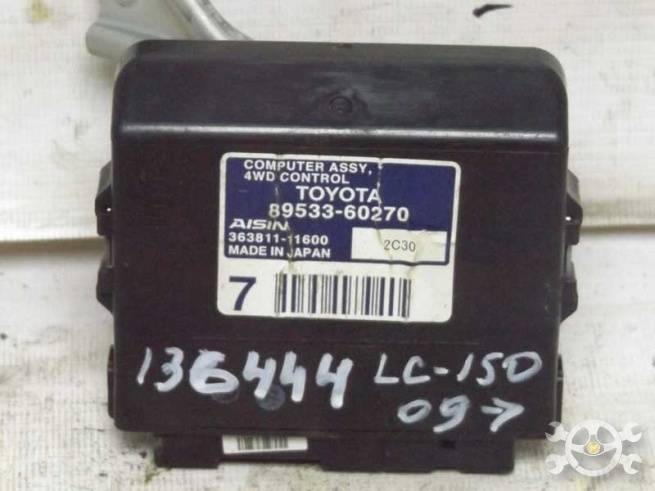 COMPUTER ASSY,
4WD CONTROL
TOYOTA
89533-60270
AISIN
363811-11600
2C30
MADE IN JAPAN
7
136444 LC-150
09->